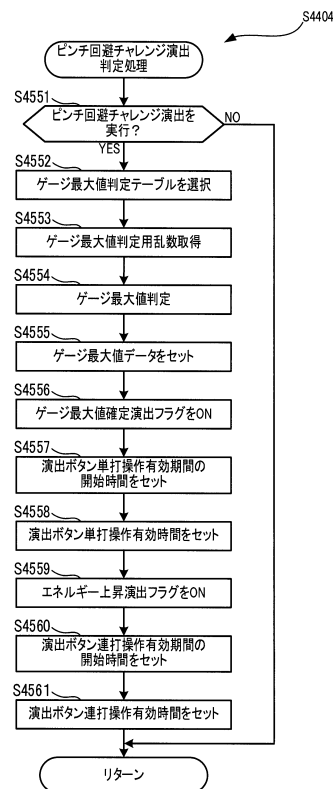 S4404
ピンチ回避チャレンジ演出
判定処理
S4551
ピンチ回避チャレンジ演出を
実行？
NO
YES
S4552
ゲージ最大値判定テーブルを選択
S4553
ゲージ最大値判定用乱数取得
S4554
ゲージ最大値判定
S4555
ゲージ最大値データをセット
S4556
ゲージ最大値確定演出フラグをON
S4557
演出ボタン単打操作有効期間の
開始時間をセット
S4558
演出ボタン単打操作有効時間をセット
S4559
エネルギー上昇演出フラグをON
S4560
演出ボタン連打操作有効期間の
開始時間をセット
S4561
演出ボタン連打操作有効時間をセット
リターン